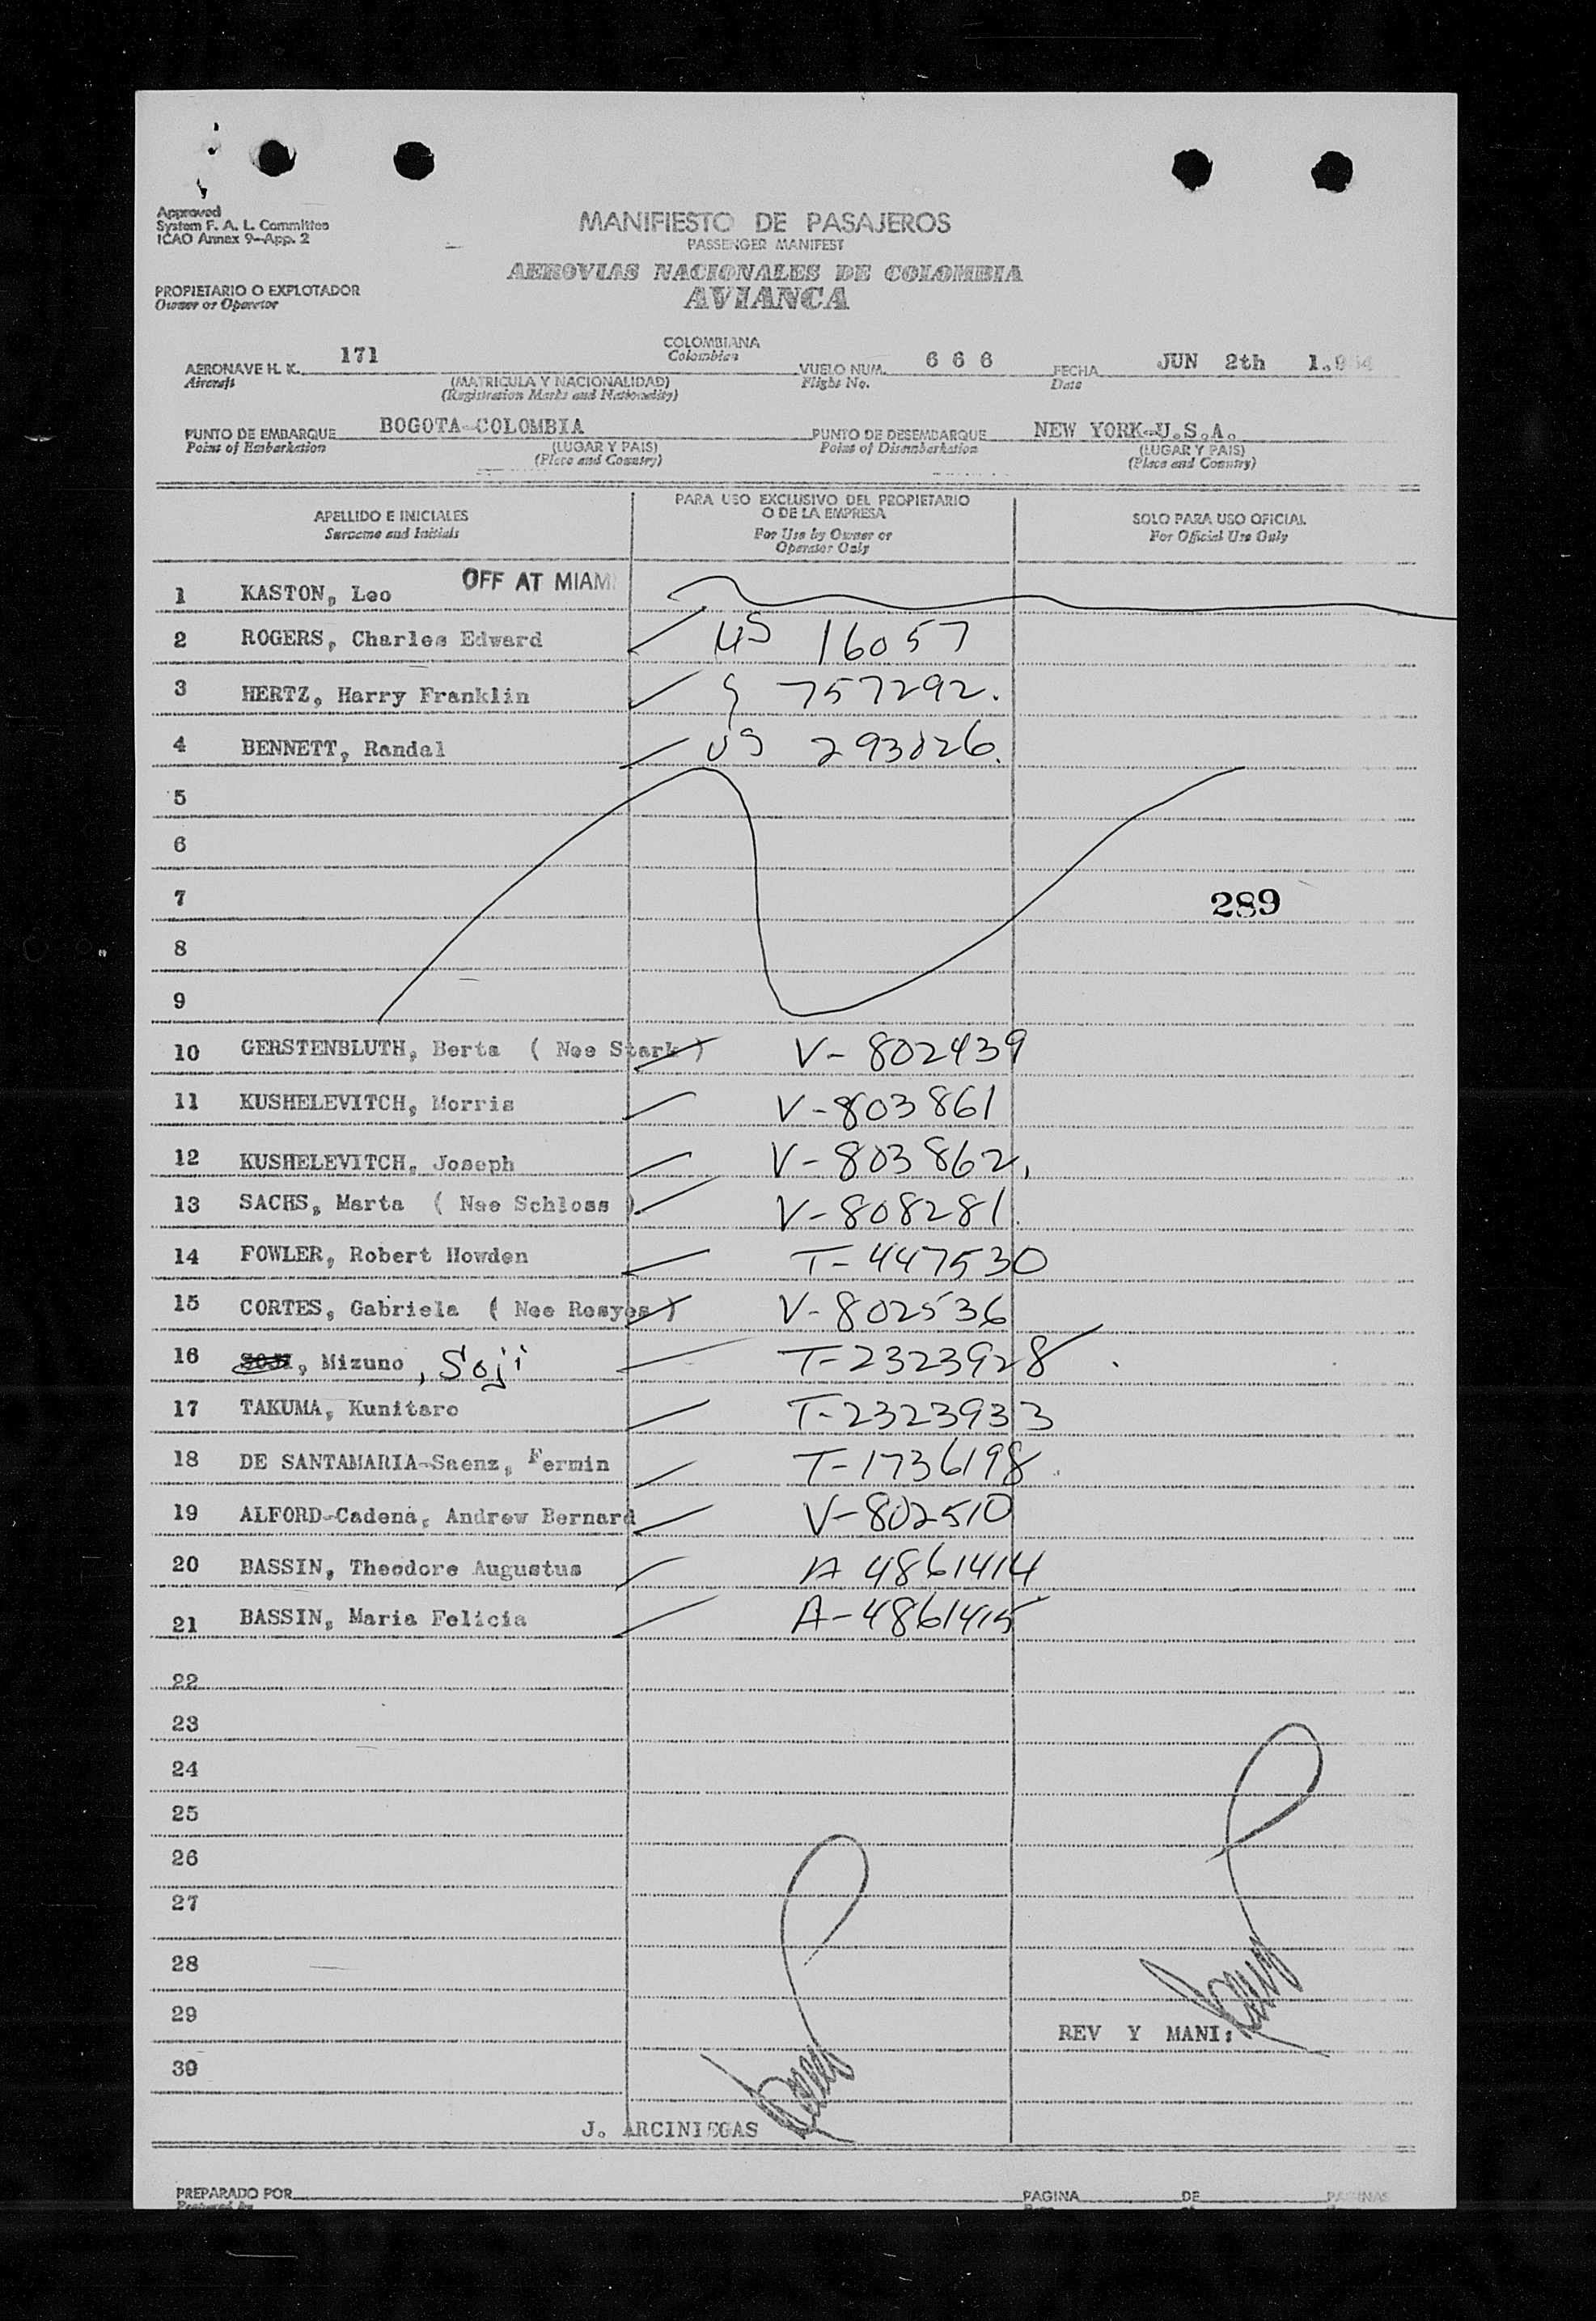 Approved
System F. A. L. Committee
ICAO Annex 9-App. 2
MANIFIESTO DE PASAJEROS
PASSENGER MANIFEST
AEROVIAS NACIONALES DE COLOMBIA
AVIANCA
PROPIETARIO O EXPLOTADOR
Owner or Operator
AERONAVE H. K. 171 COLOMBIANA VUELO NUM. 6 6 6 FECHA JUN 2th 1.954
Aircraft Colombian Flight No. Date
(MATRICULA Y NACIONALIDAD)
(Registration Marks and Nationality)
PUNTO DE EMBARQUE BOGOTA-COLOMBIA PUNTO DE DESEMBARQUE NEW YORK-U.S.A.
Point of Embarkation (LUGAR Y PAIS) Point of Disembarkation (LUGAR Y PAIS)
(Place and Country) (Place and Country)
APELLIDO E INICIALES
Surname and Initials
PARA USO EXCLUSIVO DEL PROPIETARIO
O DE LA EMPRESA
For Use by Owner or
Operator Only
SOLO PARA USO OFICIAL
For Official Use Only
1 KASTON, Leo OFF AT MIAMI
2 ROGERS, Charles Edward US 16057
3 HERTZ, Harry Franklin 757292.
4 BENNETT, Randal US 293826.
5
6
7 289
8
9
10 GERSTENBLUTH, Berta ( Nee Stark ) V- 802439
11 KUSHELEVITCH, Morris V-803861
12 KUSHELEVITCH, Joseph V-803862.
13 SACHS, Marta ( Nee Schloss ) V-808281.
14 FOWLER, Robert Howden T-447530
15 CORTES, Gabriela ( Nee Resyes ) V-802536
16 SOJI, Mizuno, Soji T-2323928
17 TAKUMA, Kunitaro T-2323933
18 DE SANTAMARIA-Saenz, Fermin T-1736198
19 ALFORD-Cadena, Andrew Bernard V-802510
20 BASSIN, Theodore Augustus A 4861414
21 BASSIN, Maria Felicia A-4861415
22
23
24
25
26
27
28
29 REV Y MANI:
30
J. ARCINIEGAS
PREPARADO POR PAGINA DE PAGINAS
Prepared by